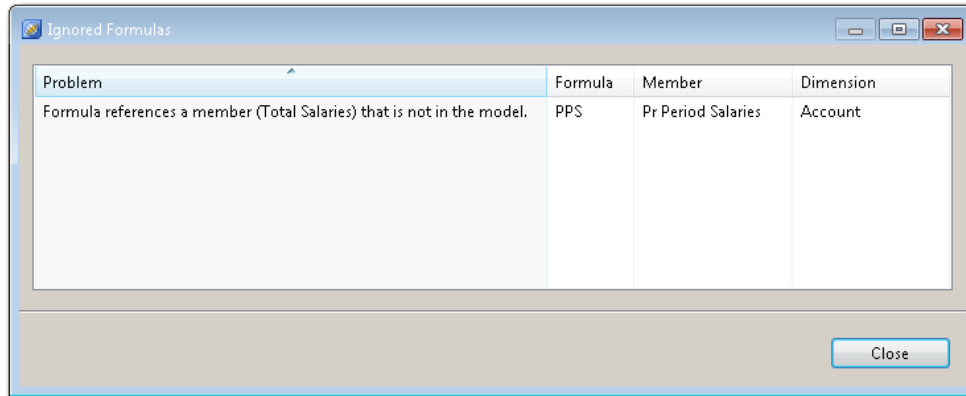 Ignored Formulas
Problem Formula Member Dimension
Formula references a member (Total Salaries) that is not in the model. PPS Pr Period Salaries Account
Close